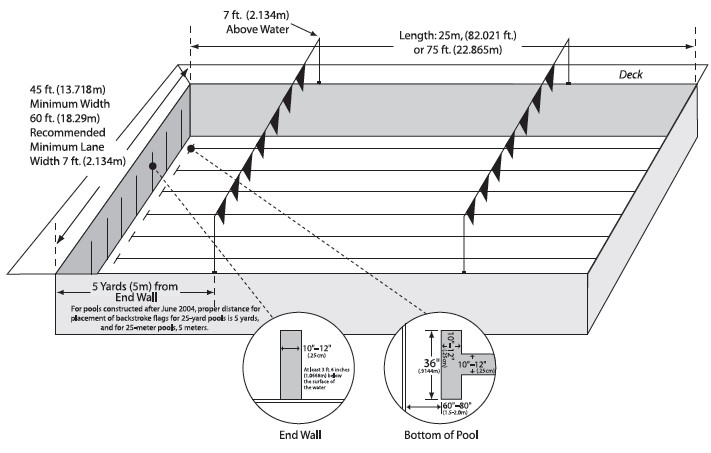 7 ft. (2.134m)
Above Water
Length: 25m, (82.021 ft.)
or 75 ft. (22.865m)
Deck
45 ft. (13.718m)
Minimum Width
60 ft. (18.29m)
Recommended
Minimum Lane
Width 7 ft. (2.134m)
5 Yards (5m) from
End Wall
For pools constructed after June 2004, proper distance for
placement of backstroke flags for 25-yard pools is 5 yards,
and for 25-meter pools, 5 meters.
10"–12"
(.25cm)
At least 3 ft 6 inches
(1.0668m) below
the surface of
the water
End Wall
36"
(.9144m)
10"–12"
(.25cm)
10"–12"
(.25cm)
60"–80"
(1.5-2.0m)
Bottom of Pool